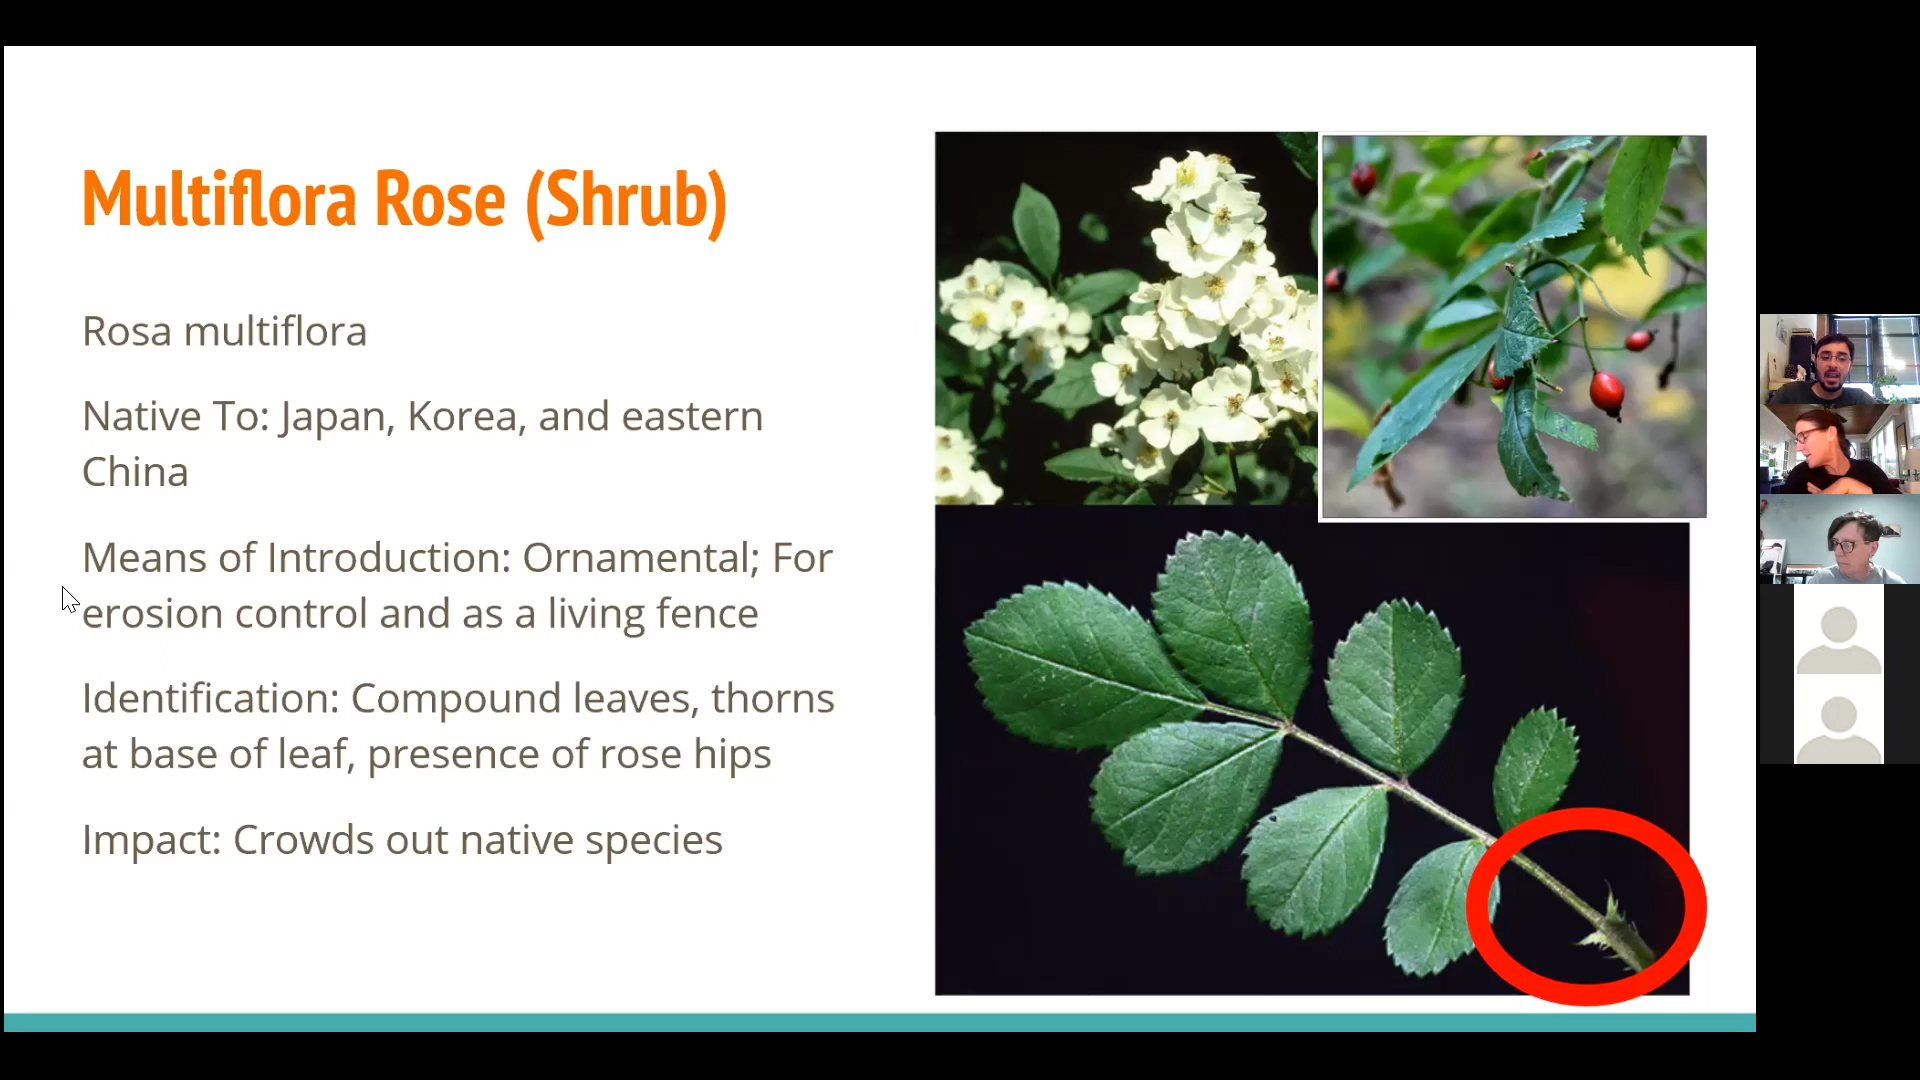 Multiflora Rose (Shrub)
Rosa multiflora
Native To: Japan, Korea, and eastern
China
Means of Introduction: Ornamental; For
erosion control and as a living fence
Identification: Compound leaves, thorns
at base of leaf, presence of rose hips
Impact: Crowds out native species